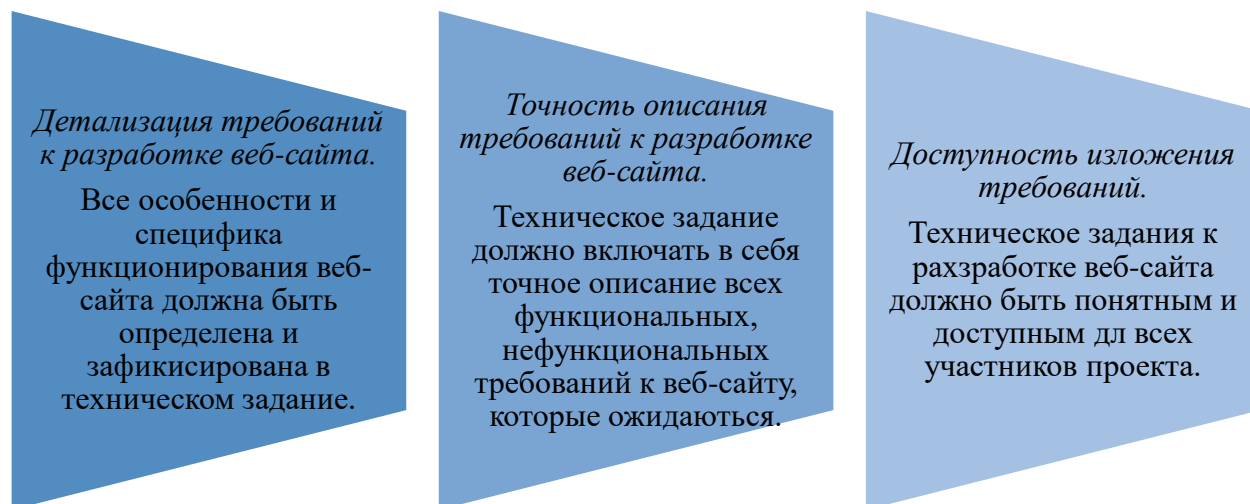 Детализация требований
к разработке веб-сайта.
Все особенности и
специфика
функционирования веб-
сайта должна быть
определена и
зафикисирована в
техническом задание.
Точность описания
требований к разработке
веб-сайта.
Техническое задание
должно включать в себя
точное описание всех
функциональных,
нефункциональных
требований к веб-сайту,
которые ожидаються.
Доступность изложения
требований.
Техническое задания к
рахзработке веб-сайта
должно быть понятным и
доступным дл всех
участников проекта.